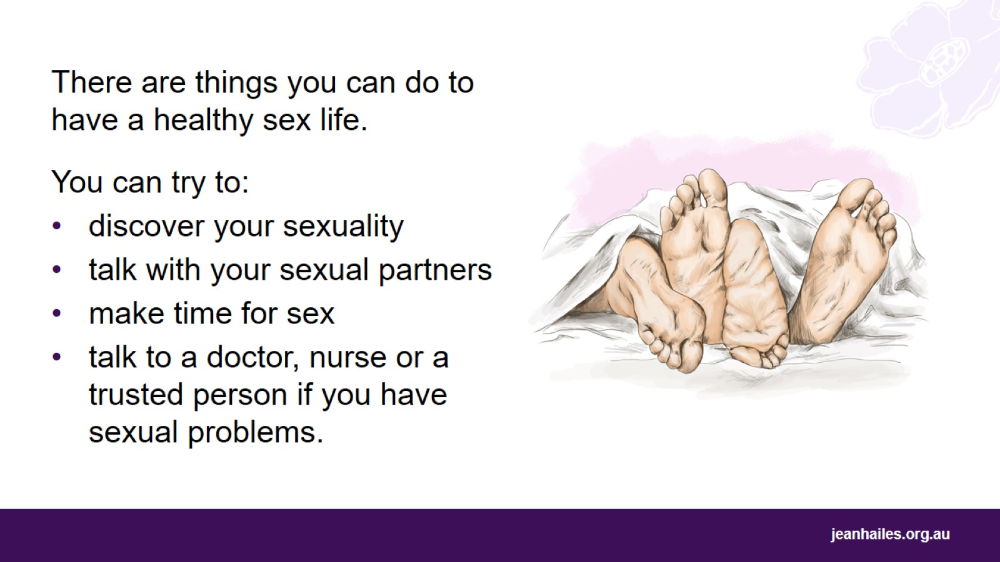 There are things you can do to
have a healthy sex life.
You can try to:
• discover your sexuality
• talk with your sexual partners
• make time for sex
• talk to a doctor, nurse or a
trusted person if you have
sexual problems.
jeanhailes.org.au